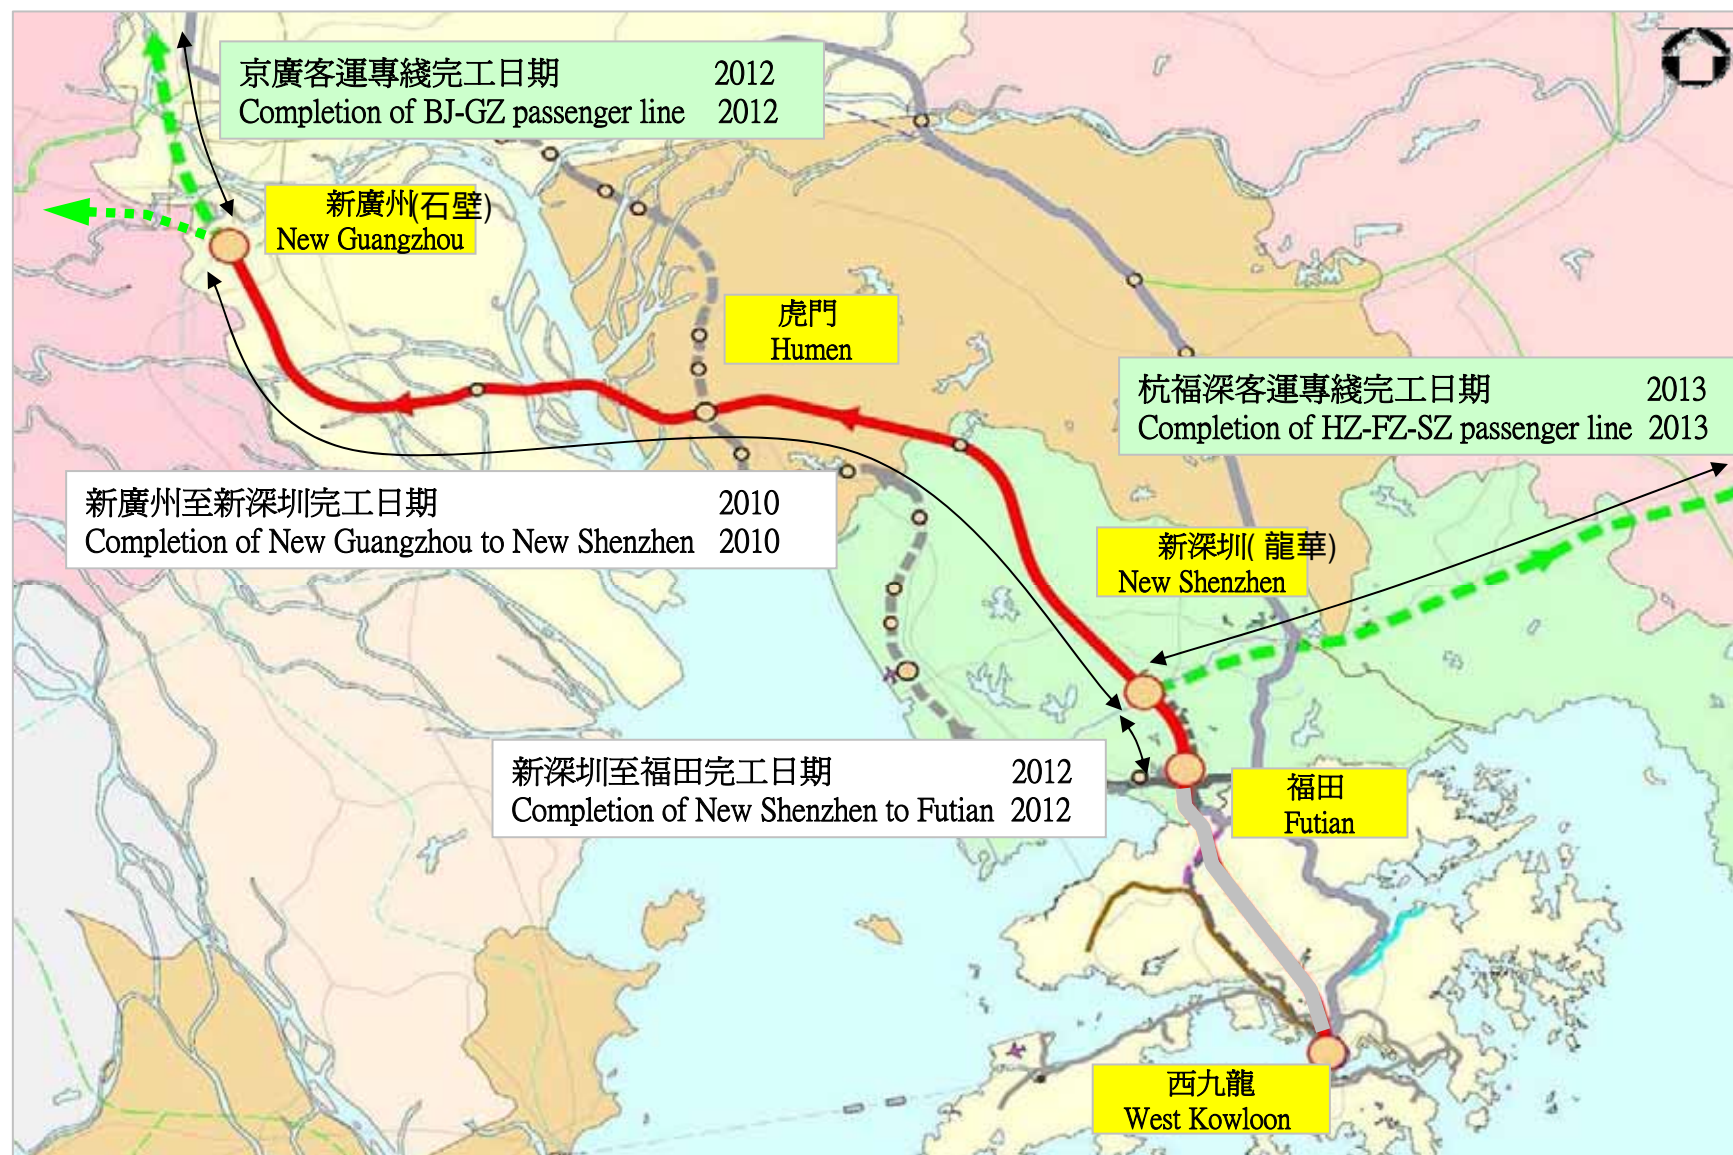 京廣客運專綫完工日期 2012
Completion of BJ-GZ passenger line 2012
新廣州(石壁)
New Guangzhou
虎門
Humen
杭福深客運專綫完工日期 2013
Completion of HZ-FZ-SZ passenger line 2013
新廣州至新深圳完工日期 2010
Completion of New Guangzhou to New Shenzhen 2010
新深圳( 龍華)
New Shenzhen
新深圳至福田完工日期 2012
Completion of New Shenzhen to Futian 2012
福田
Futian
西九龍
West Kowloon